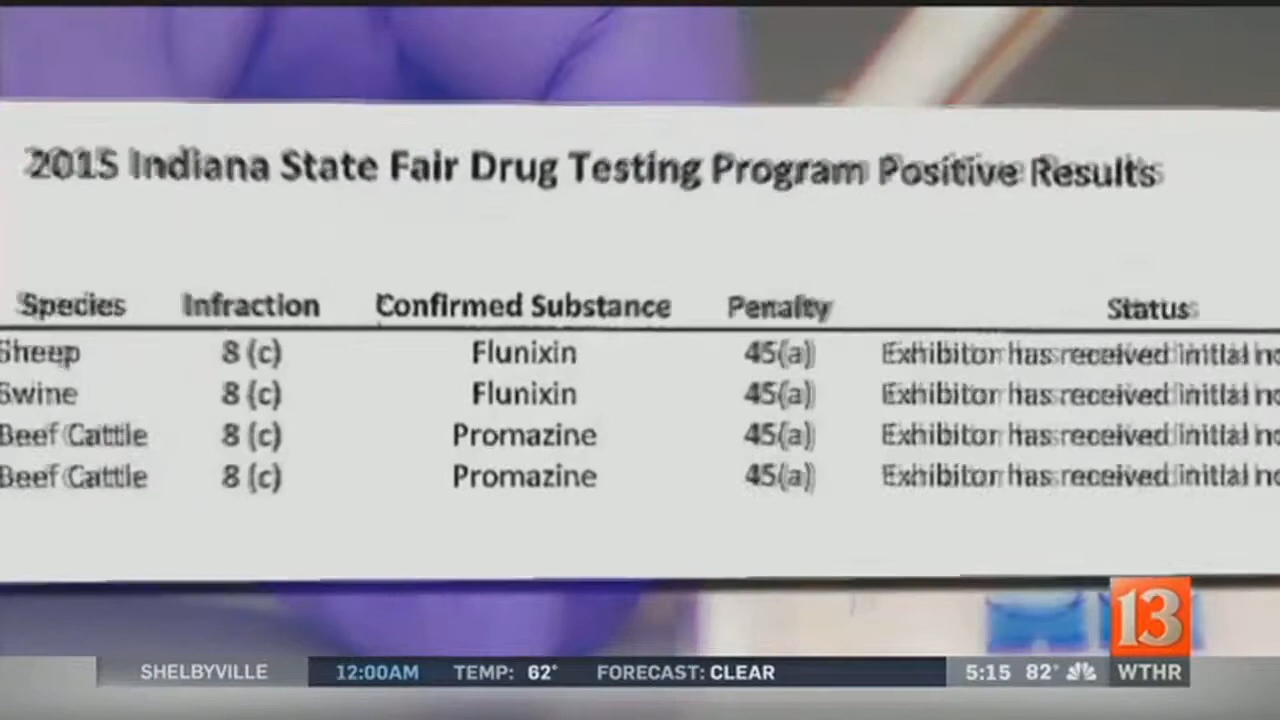 2015 Indiana State Fair Drug Testing Program Positive Results
Species Infraction Confirmed Substance Penalty Status
Sheep 8 (c) Flunixin 45(a) Exhibitor has received initial
Swine 8 (c) Flunixin 45(a) Exhibitor has received initial
Beef Cattle 8 (c) Promazine 45(a) Exhibitor has received initial
Beef Cattle 8 (c) Promazine 45(a) Exhibitor has received initial
13
SHELBYVILLE 12:00AM TEMP: 62° FORECAST: CLEAR 5:15 82° WTHR